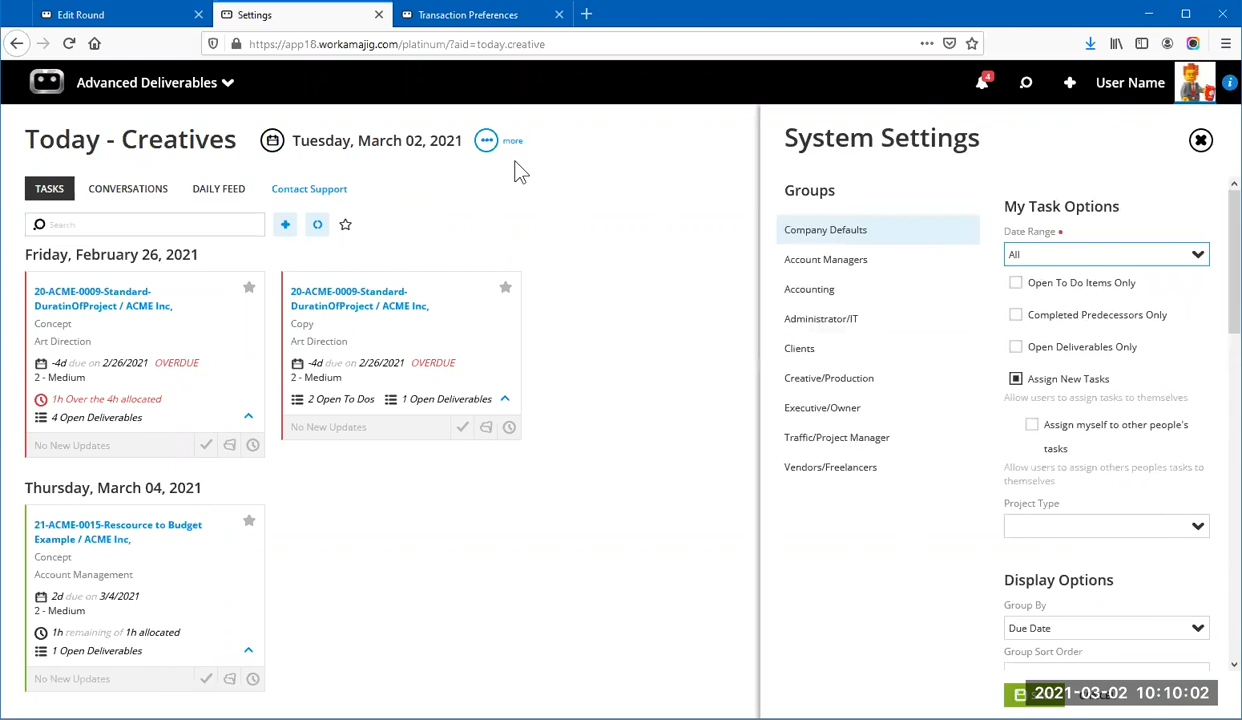 Edit Round
Settings
Transaction Preferences
https://app18.workamajig.com/platinum/?aid=today.creative
Advanced Deliverables
4
User Name
Today - Creatives
Tuesday, March 02, 2021
more
TASKS
CONVERSATIONS
DAILY FEED
Contact Support
Search
Friday, February 26, 2021
20-ACME-0009-Standard-
DuratinOfProject / ACME Inc,
Concept
Art Direction
-4d due on 2/26/2021 OVERDUE
2 - Medium
1h Over the 4h allocated
4 Open Deliverables
No New Updates
20-ACME-0009-Standard-
DuratinOfProject / ACME Inc,
Copy
Art Direction
-4d due on 2/26/2021 OVERDUE
2 - Medium
2 Open To Dos
1 Open Deliverables
No New Updates
Thursday, March 04, 2021
21-ACME-0015-Rescource to Budget
Example / ACME Inc,
Concept
Account Management
2d due on 3/4/2021
2 - Medium
1h remaining of 1h allocated
1 Open Deliverables
No New Updates
System Settings
Groups
Company Defaults
Account Managers
Accounting
Administrator/IT
Clients
Creative/Production
Executive/Owner
Traffic/Project Manager
Vendors/Freelancers
My Task Options
Date Range
All
Open To Do Items Only
Completed Predecessors Only
Open Deliverables Only
Assign New Tasks
Allow users to assign tasks to themselves
Assign myself to other people's
tasks
Allow users to assign others peoples tasks to
themselves
Project Type
Display Options
Group By
Due Date
Group Sort Order
2021-03-02 10:10:02